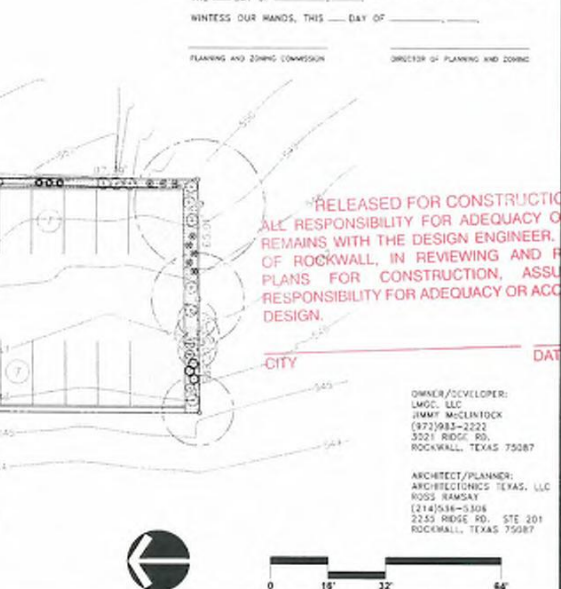 WINTESS OUR HANDS, THIS ___ DAY OF ________, ____.
PLANNING AND ZONING COMMISSION
DIRECTOR OF PLANNING AND ZONING
RELEASED FOR CONSTRUCTIO
ALL RESPONSIBILITY FOR ADEQUACY O
REMAINS WITH THE DESIGN ENGINEER.
OF ROCKWALL, IN REVIEWING AND R
PLANS FOR CONSTRUCTION, ASSU
RESPONSIBILITY FOR ADEQUACY OR ACC
DESIGN.
CITY
DAT
OWNER/DEVELOPER:
LMGC, LLC
JIMMY McCLINTOCK
(972)983-2222
3021 RIDGE RD.
ROCKWALL, TEXAS 75087
ARCHITECT/PLANNER:
ARCHITECTONICS TEXAS, LLC
ROSS RAMSAY
(214)536-5306
2235 RIDGE RD. STE 201
ROCKWALL, TEXAS 75087
7
545
0 16' 32' 64'